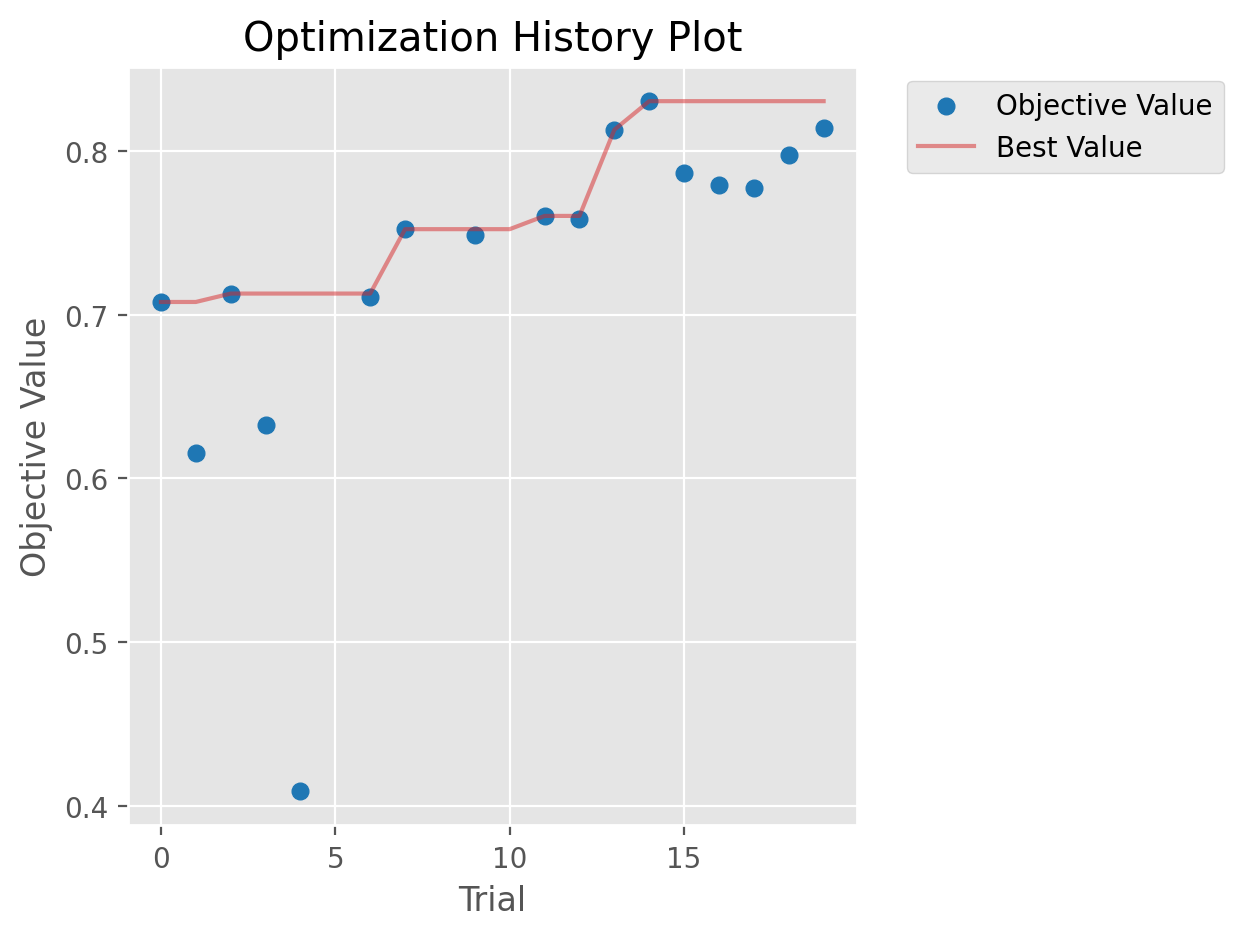 Optimization History Plot
Objective Value
Best Value
Objective Value
0.8
0.7
0.6
0.5
0.4
0 5 10 15
Trial